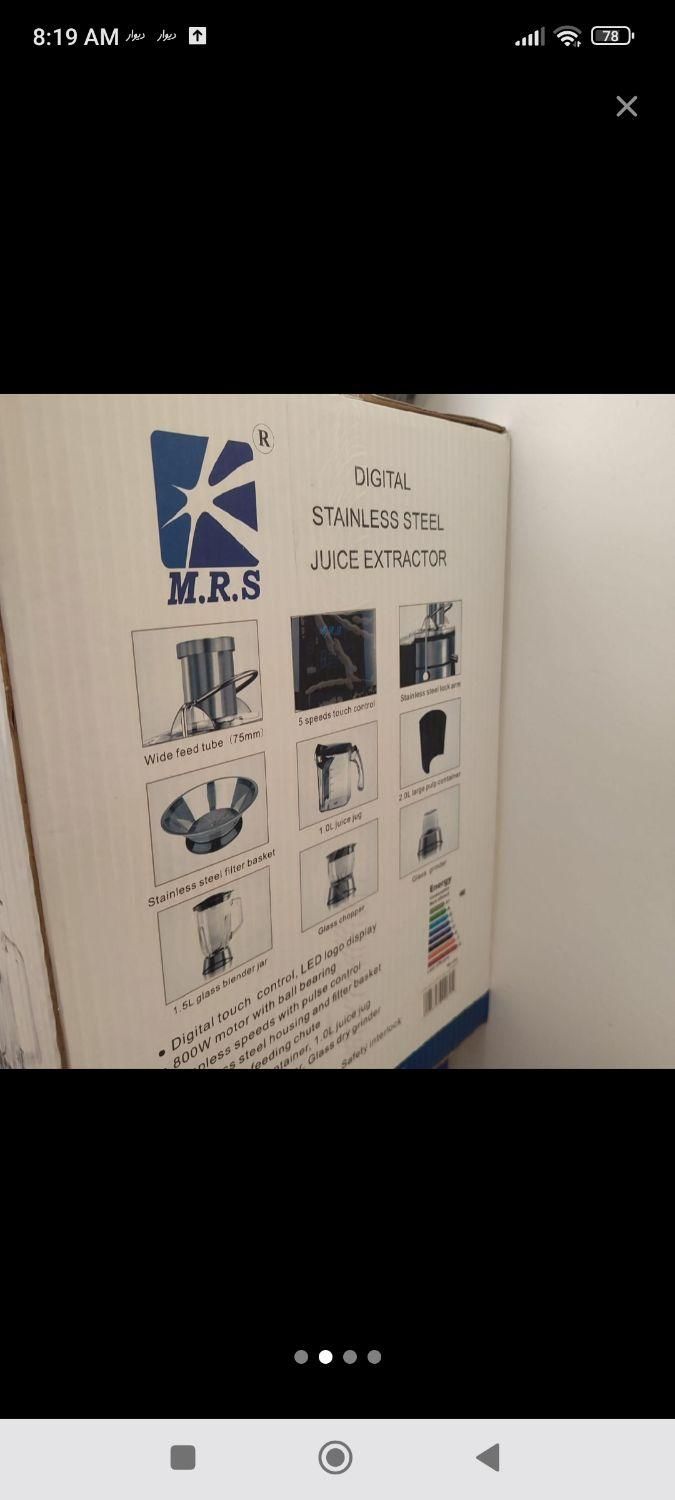 8:19 AM دیوار دیوار
78
R
M.R.S
DIGITAL
STAINLESS STEEL
JUICE EXTRACTOR
Wide feed tube (75mm)
5 speeds touch control
Stainless steel lock arm
Stainless steel filter basket
1.0L juice jug
2.0L large pulp container
1.5L glass blender jar
Glass chopper
Glass grinder
Energy
• Digital touch control, LED logo display
800W motor with ball bearing
speeds with pulse control
steel housing and filter basket
feeding chute
1.0L juice jug
Glass dry grinder
Safety interlock